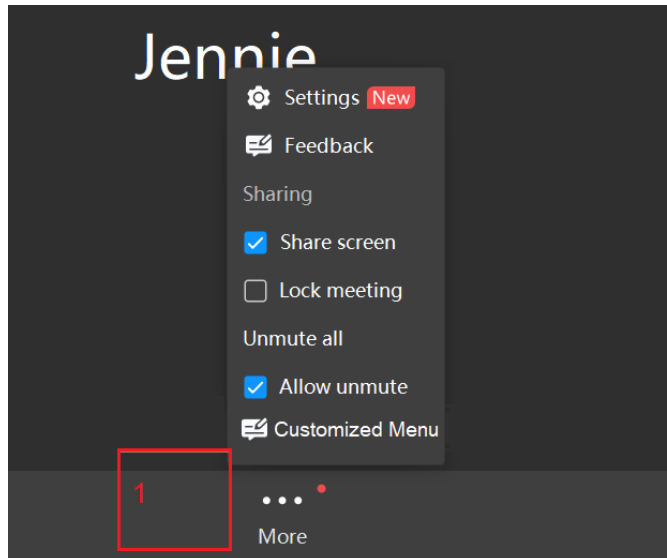 Jennie
Settings New
Feedback
Sharing
Share screen
Lock meeting
Unmute all
Allow unmute
Customized Menu
1
More